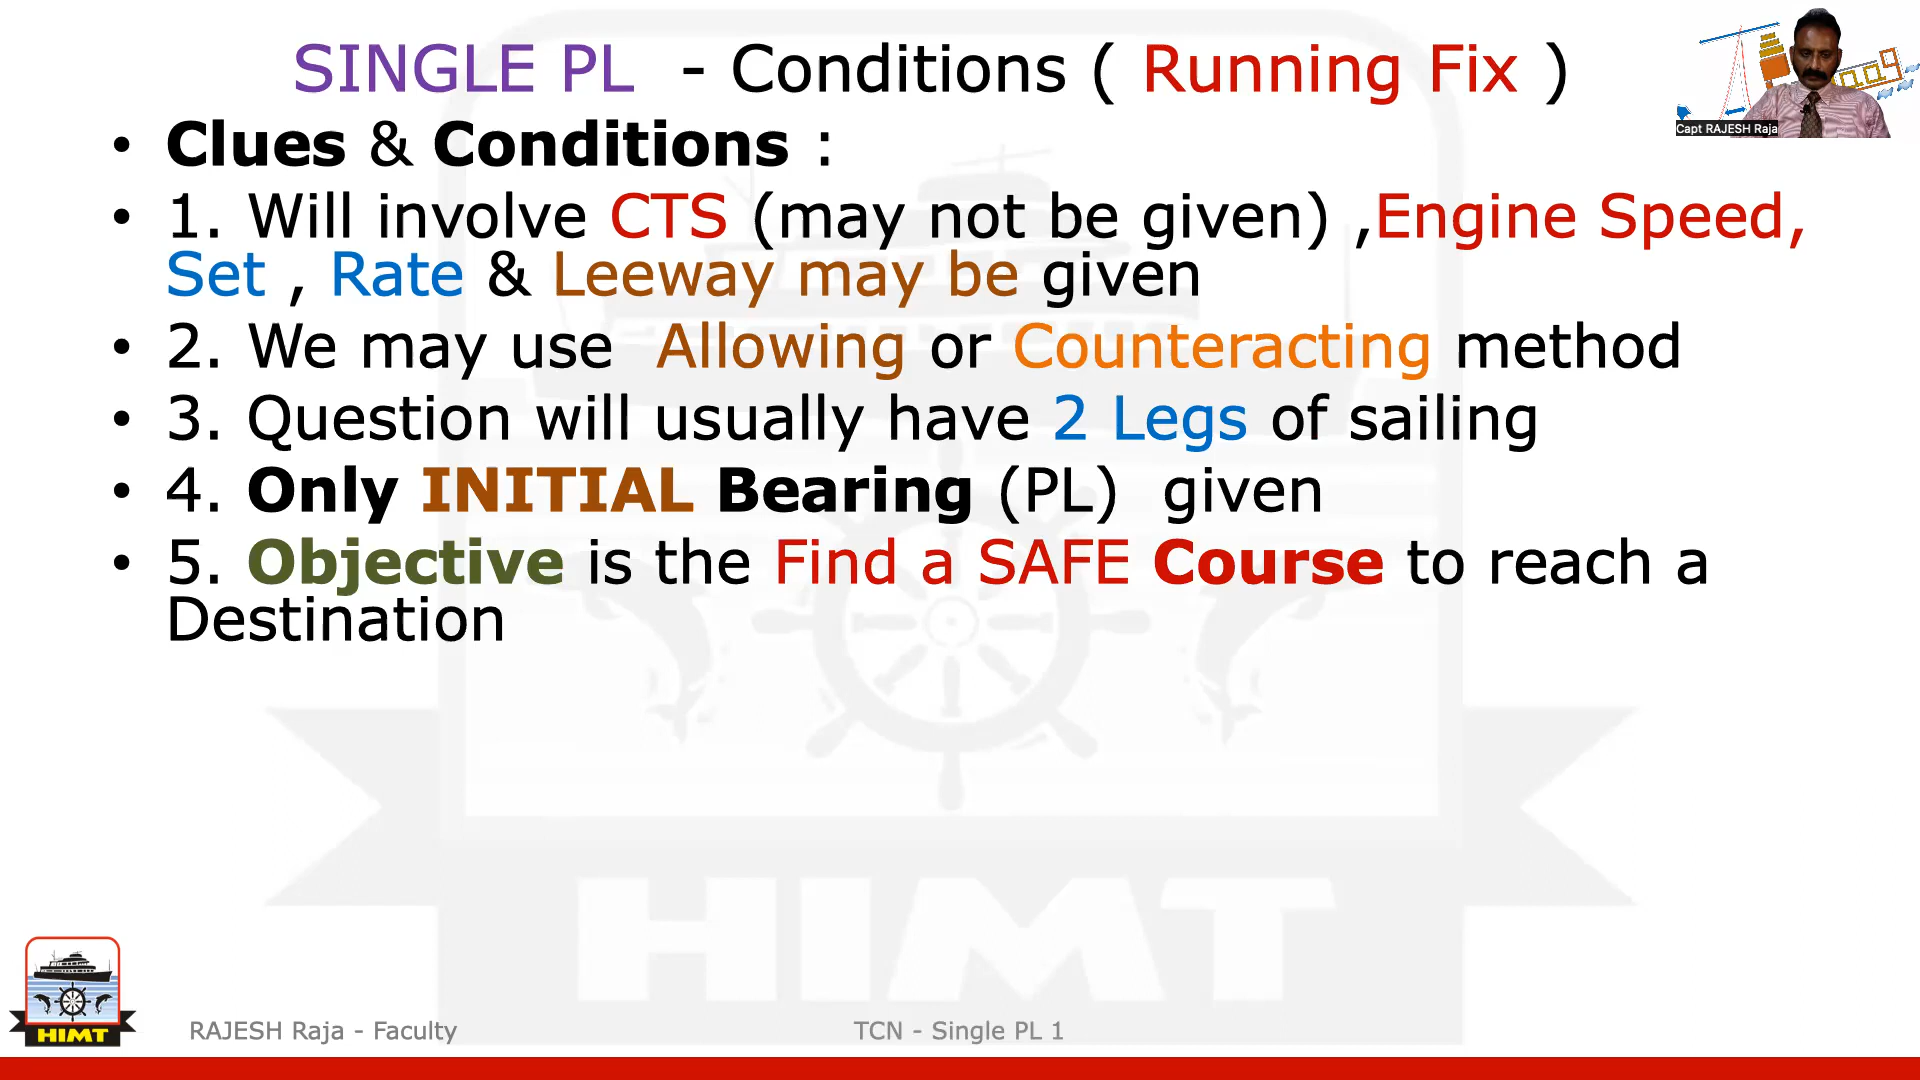 SINGLE PL - Conditions ( Running Fix )
Capt RAJESH Raja
• Clues & Conditions :
• 1. Will involve CTS (may not be given) ,Engine Speed,
Set , Rate & Leeway may be given
• 2. We may use Allowing or Counteracting method
• 3. Question will usually have 2 Legs of sailing
• 4. Only INITIAL Bearing (PL) given
• 5. Objective is the Find a SAFE Course to reach a
Destination
HIMT
HIMT
RAJESH Raja - Faculty
TCN - Single PL 1